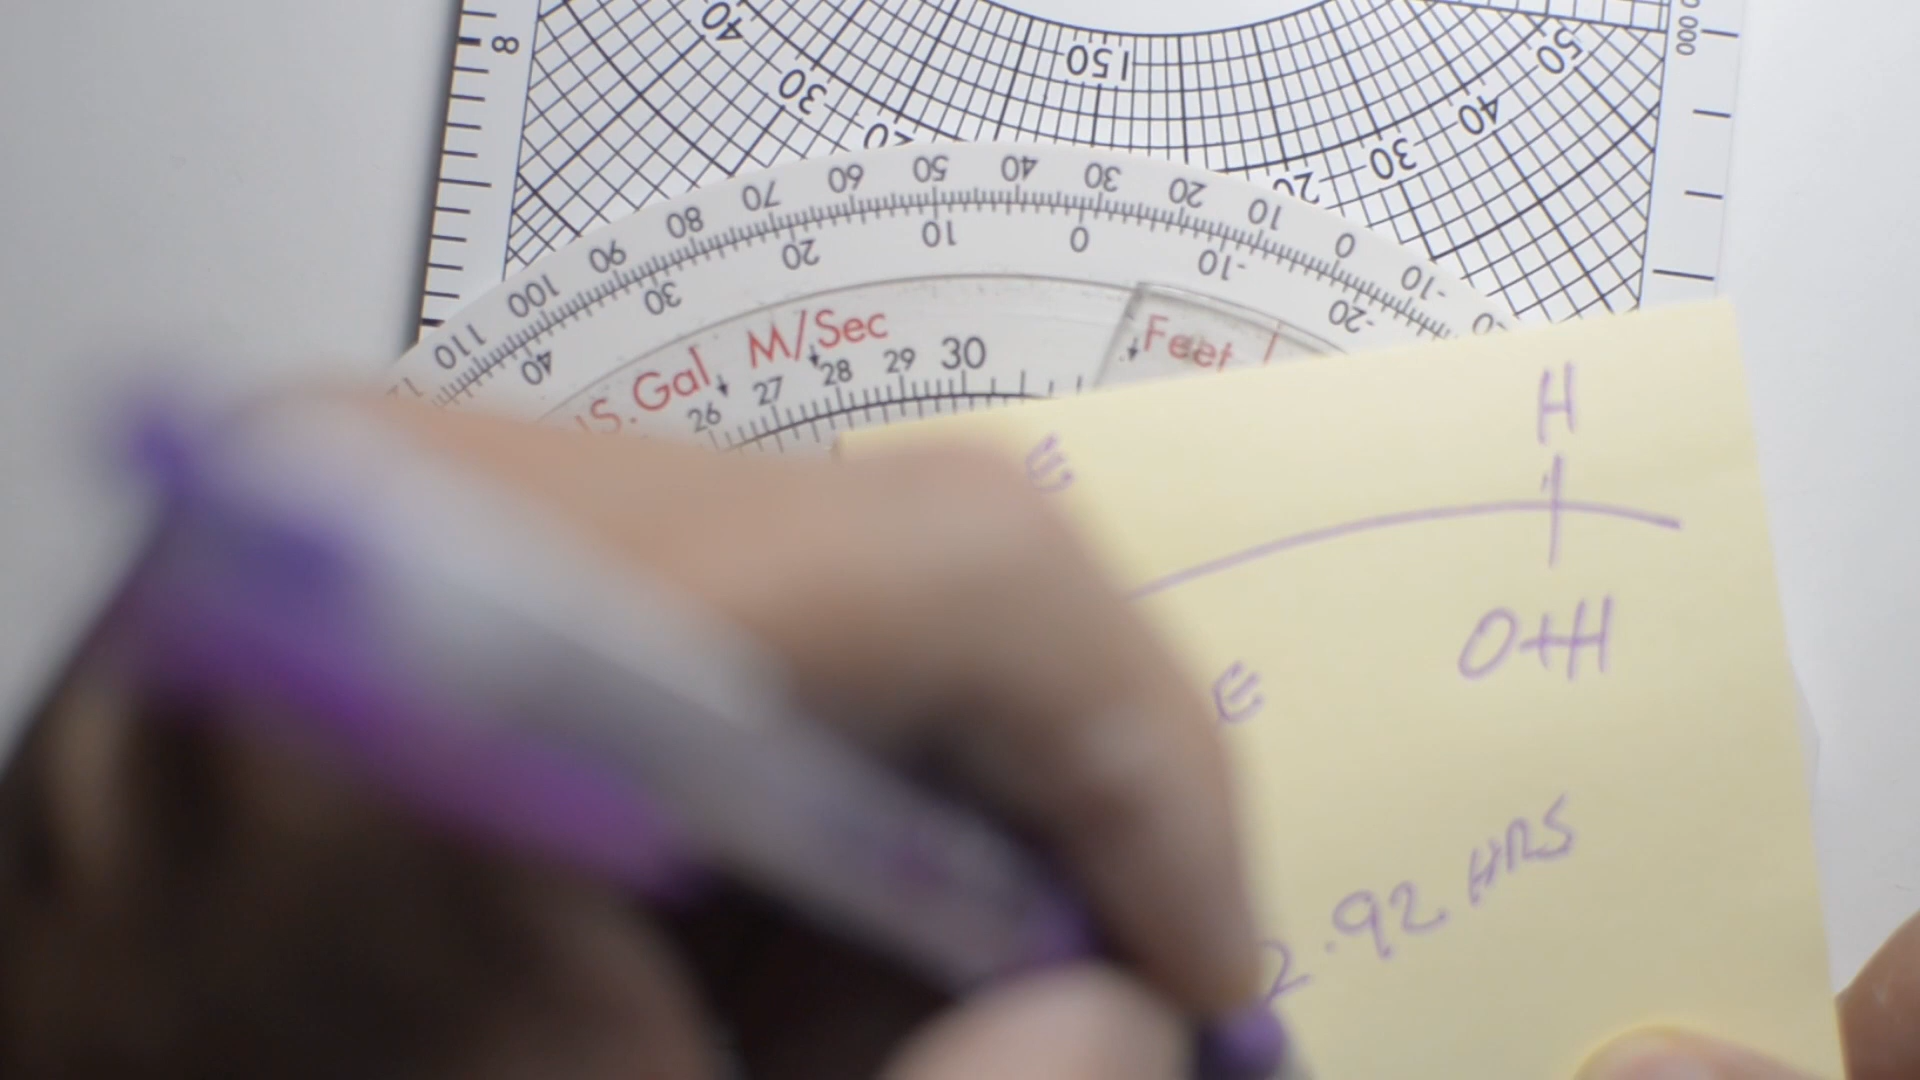 8
40
150
50
000
30
40
30
20
110 100 90 80 70 60 50 40 30 20 10 0 -10
40 30 20 10 0 -10 -20
U.S. Gal. M/Sec Feet
26 27 28 29 30
E
H
E
O+H
2.92 HRS